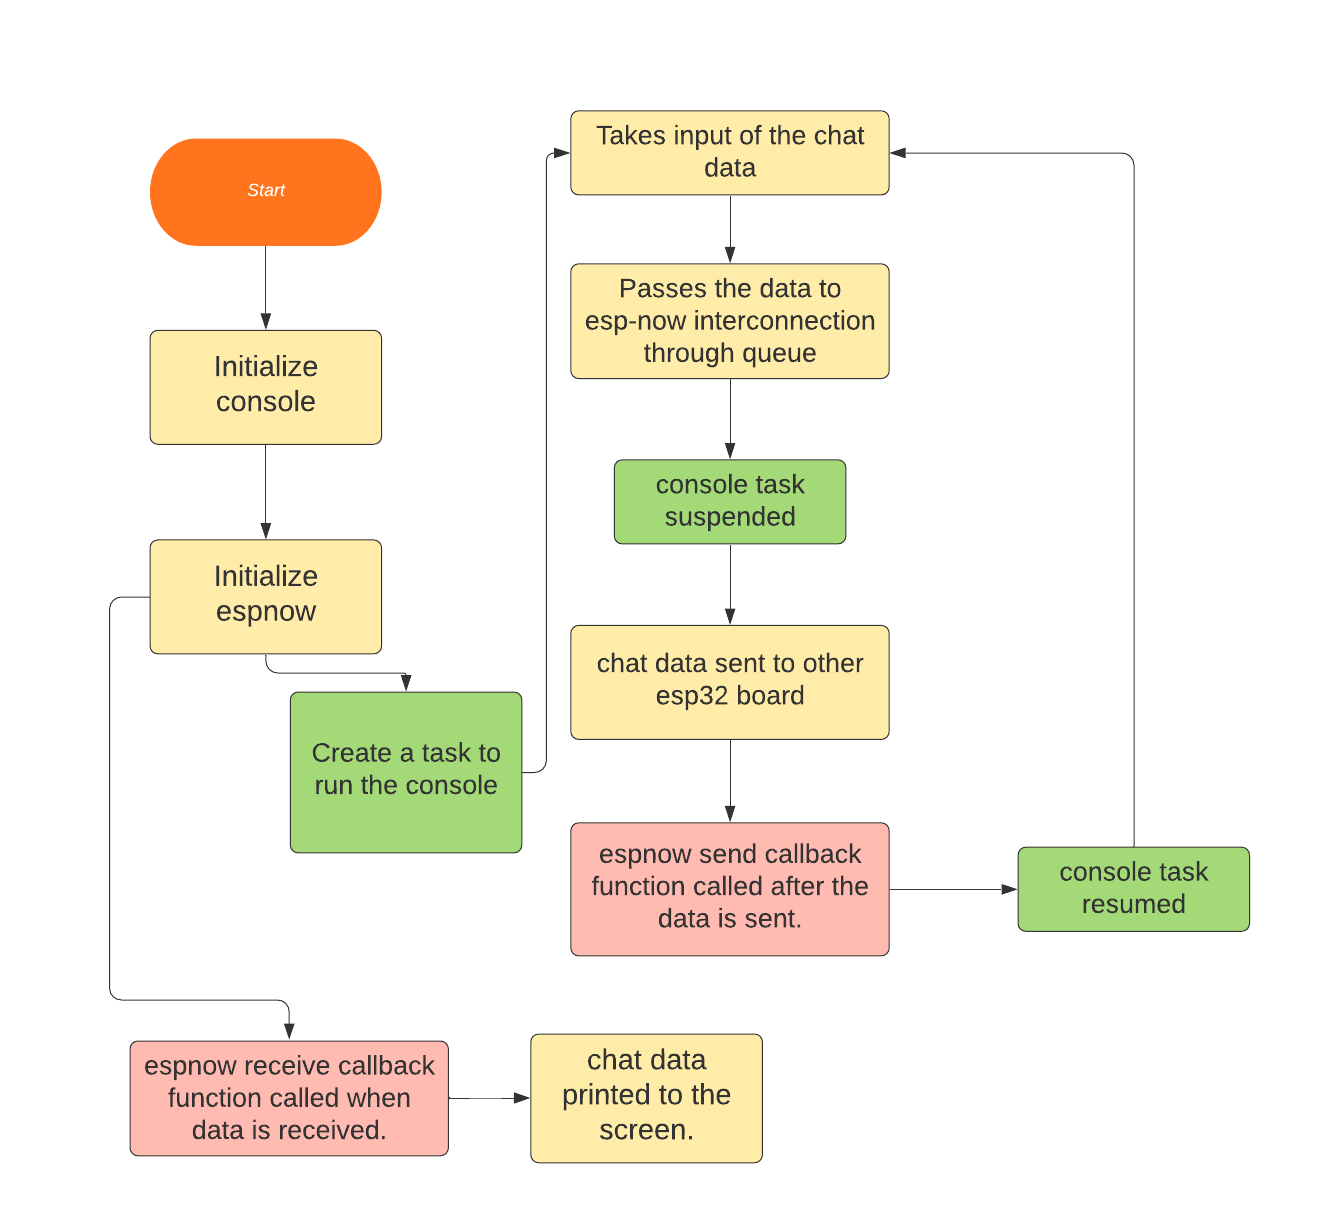 Start
Initialize
console
Initialize
espnow
Create a task to
run the console
Takes input of the chat
data
Passes the data to
esp-now interconnection
through queue
console task
suspended
chat data sent to other
esp32 board
espnow send callback
function called after the
data is sent.
console task
resumed
espnow receive callback
function called when
data is received.
chat data
printed to the
screen.